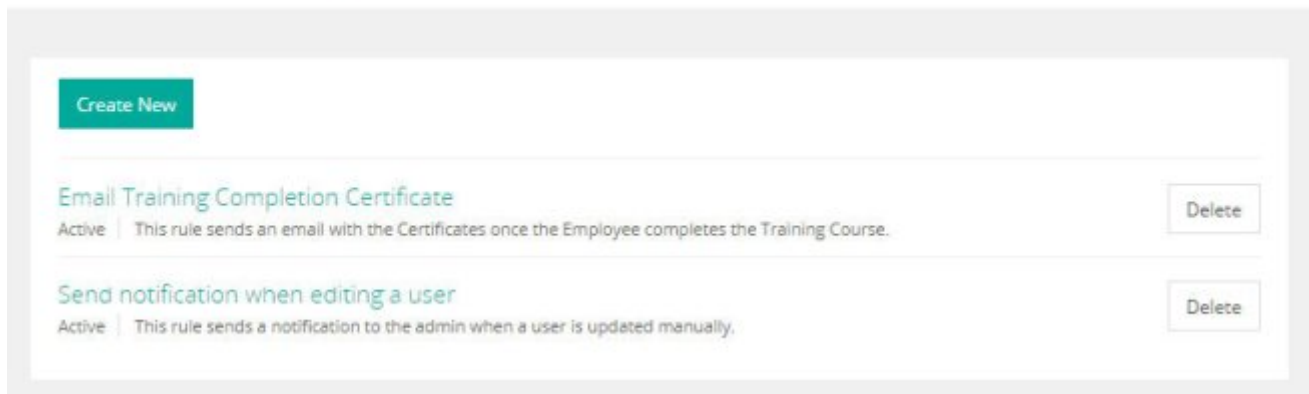 Create New
Email Training Completion Certificate
Delete
Active This rule sends an email with the Certificates once the Employee completes the Training Course.
Send notification when editing a user
Delete
Active This rule sends a notification to the admin when a user is updated manually.